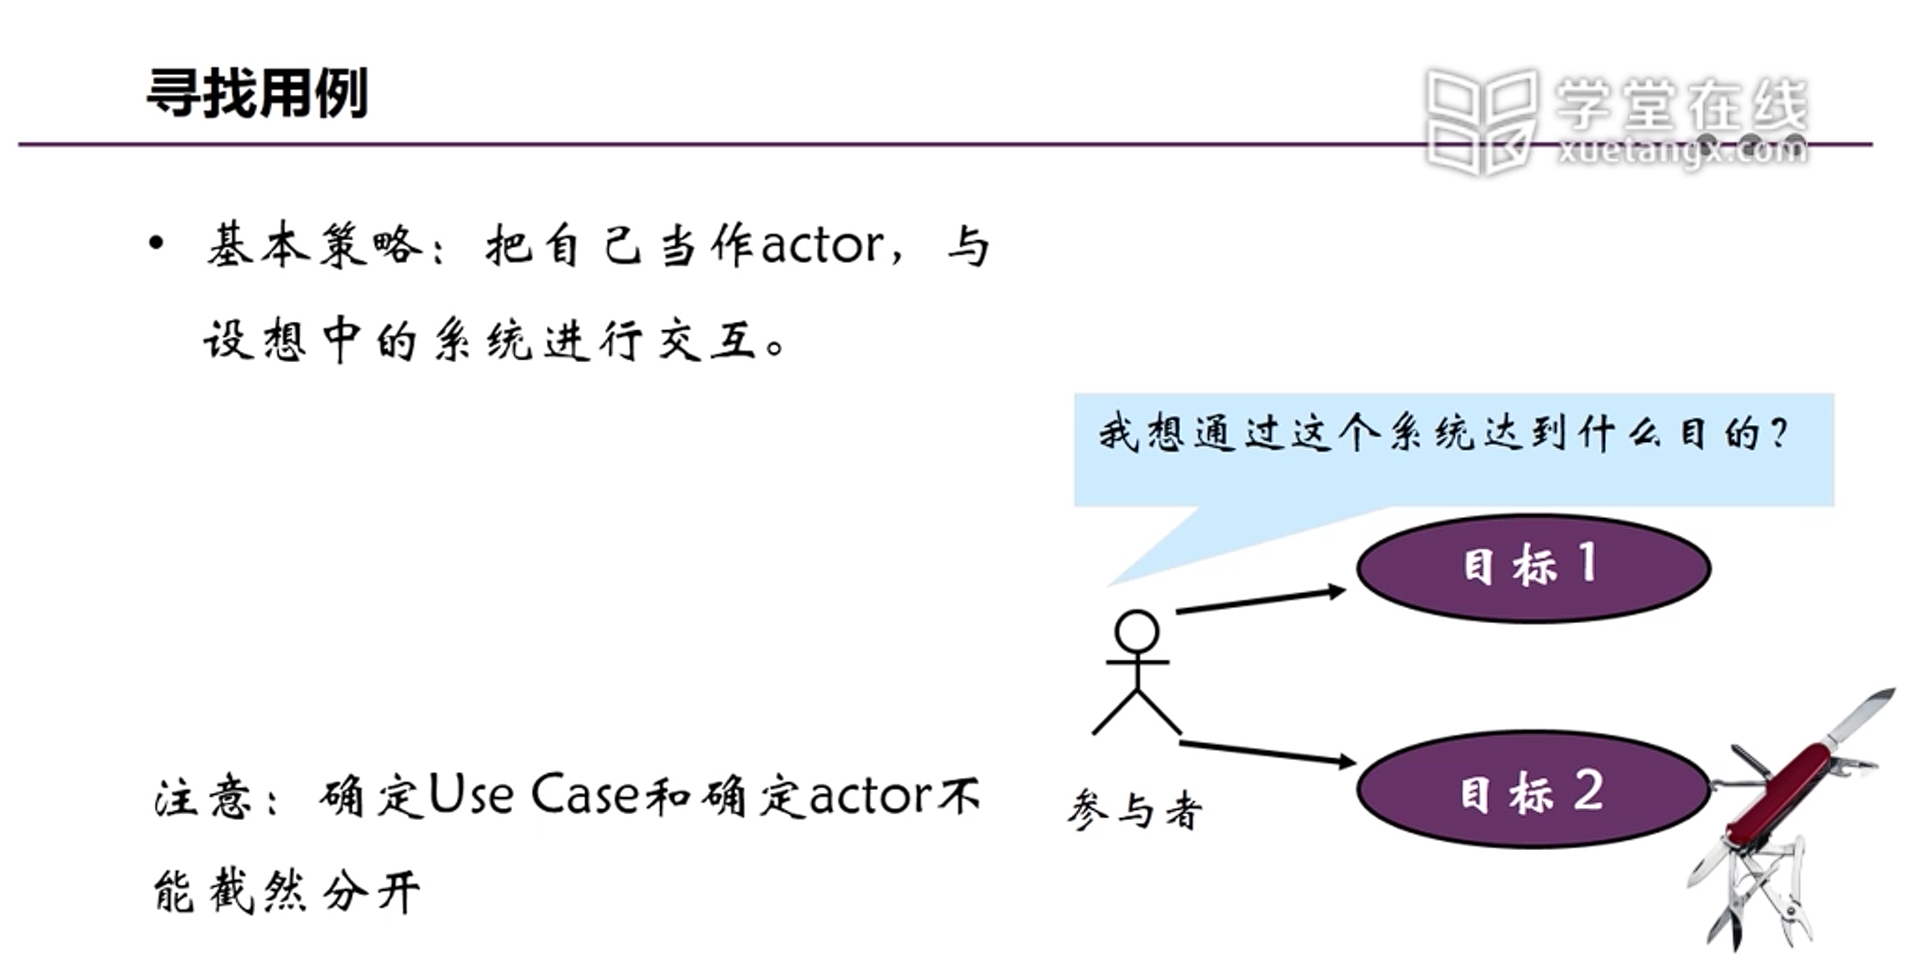 寻找用例
学堂在线
xuetangx.com
• 基本策略：把自己当作actor，与
设想中的系统进行交互。
我想通过这个系统达到什么目的？
目标 1
目标 2
参与者
注意：确定Use Case和确定actor不
能截然分开